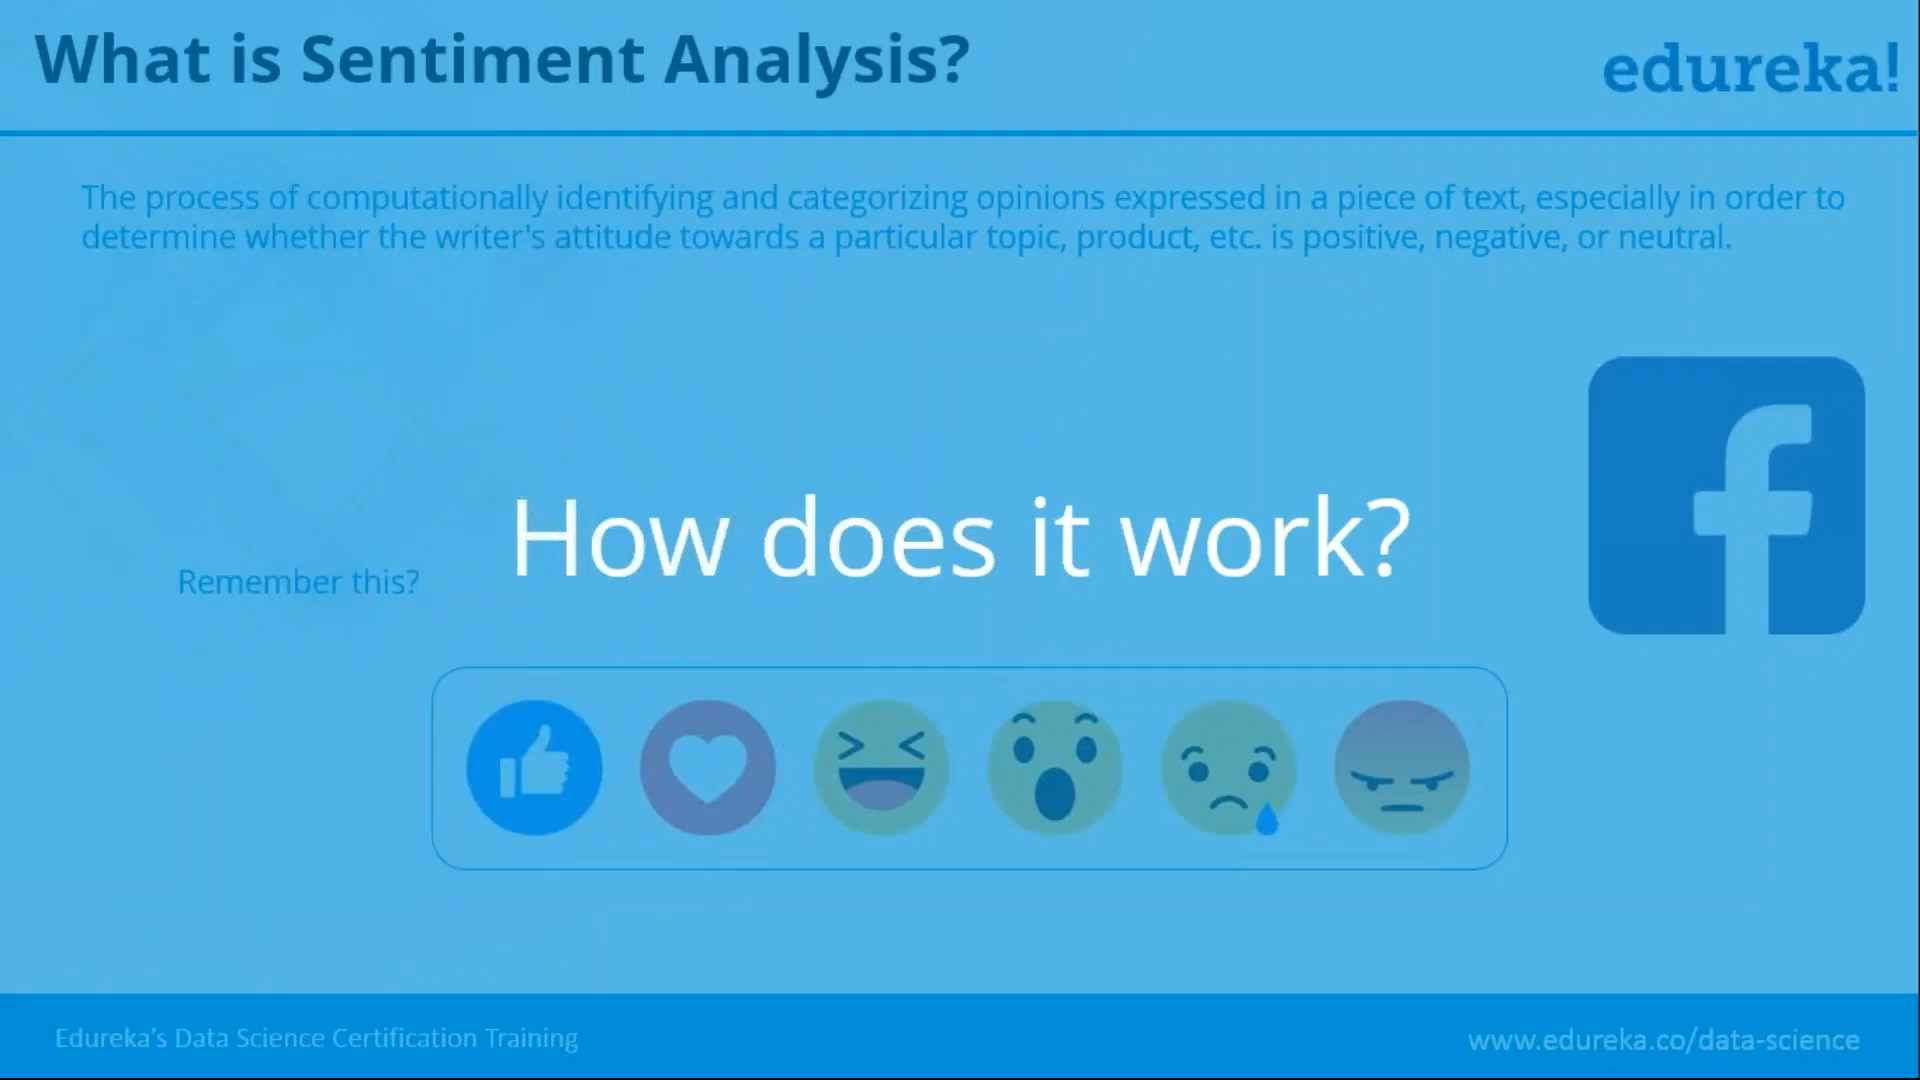 What is Sentiment Analysis?
edureka!
The process of computationally identifying and categorizing opinions expressed in a piece of text, especially in order to
determine whether the writer's attitude towards a particular topic, product, etc. is positive, negative, or neutral.
How does it work?
Remember this?
Edureka's Data Science Certification Training
www.edureka.co/data-science